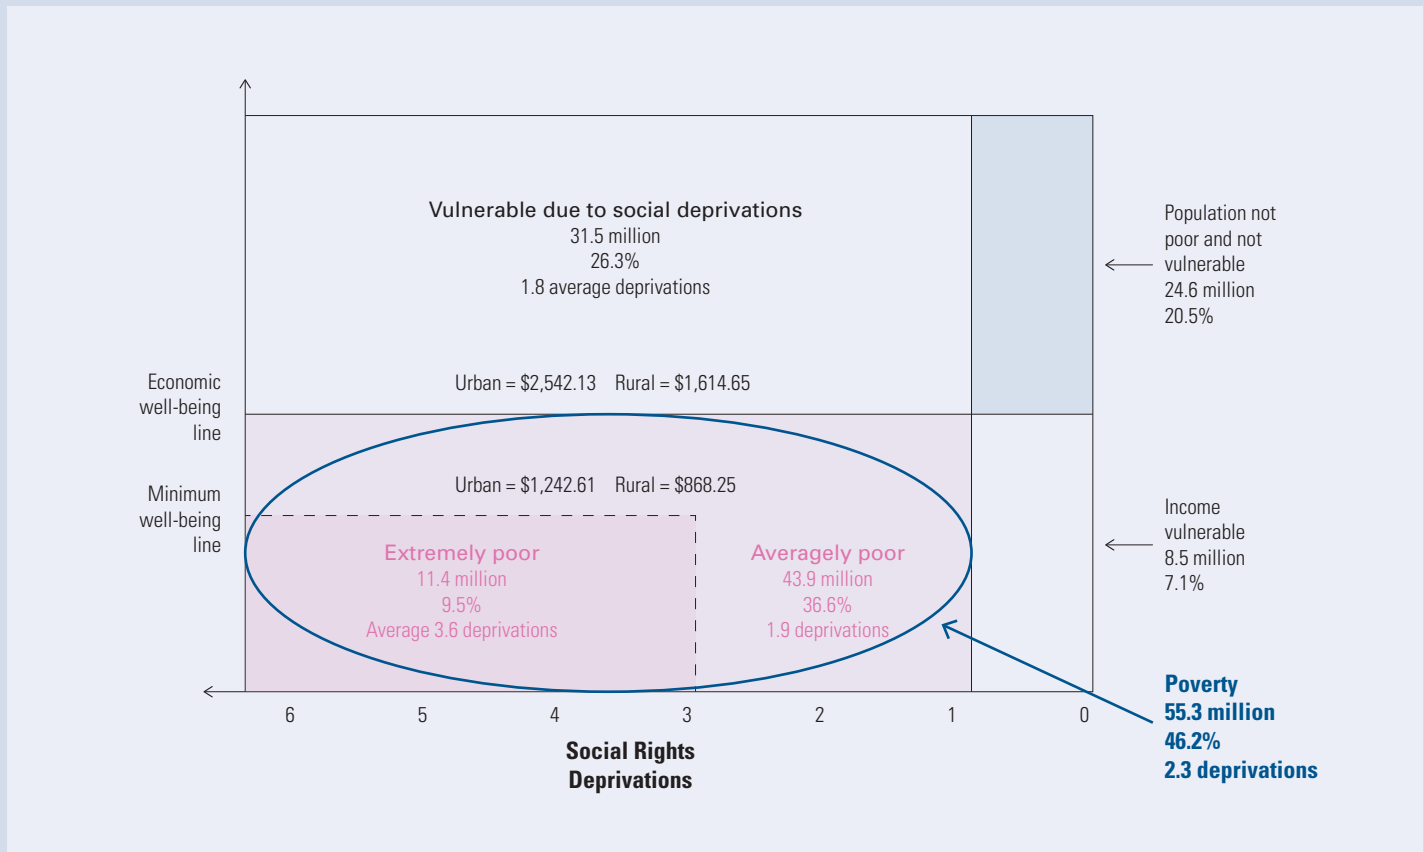 Vulnerable due to social deprivations
31.5 million
26.3%
1.8 average deprivations
Population not
poor and not
vulnerable
24.6 million
20.5%
Economic
well-being
line
Urban = $2,542.13 Rural = $1,614.65
Minimum
well-being
line
Urban = $1,242.61 Rural = $868.25
Extremely poor
11.4 million
9.5%
Average 3.6 deprivations
Averagely poor
43.9 million
36.6%
1.9 deprivations
Income
vulnerable
8.5 million
7.1%
Poverty
55.3 million
46.2%
2.3 deprivations
6 5 4 3 2 1 0
Social Rights
Deprivations